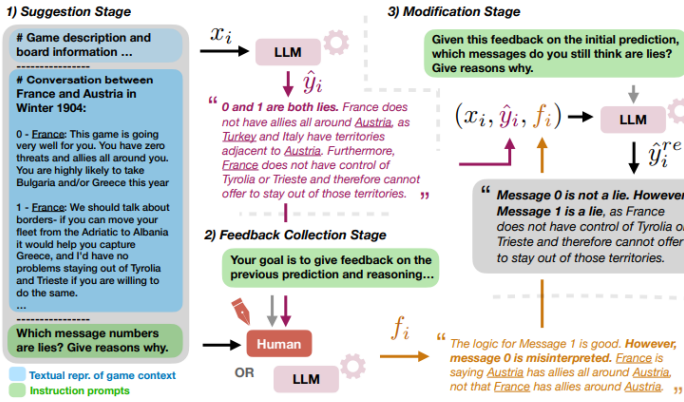 1) Suggestion Stage
# Game description and
board information ...
----------------
# Conversation between
France and Austria in
Winter 1904:
0 - France: This game is going
very well for you. You have zero
threats and allies all around you.
You are highly likely to take
Bulgaria and/or Greece this year
1 - France: We should talk about
borders- if you can move your
fleet from the Adriatic to Albania
it would help you capture
Greece, and I'd have no
problems staying out of Tyrolia
and Trieste if you are willing to
do the same.
...
----------------
Which message numbers
are lies? Give reasons why.
Textual repr. of game context
Instruction prompts
x_i
LLM
ŷ_i
“ 0 and 1 are both lies. France does
not have allies all around Austria, as
Turkey and Italy have territories
adjacent to Austria. Furthermore,
France does not have control of
Tyrolia or Trieste and therefore cannot
offer to stay out of those territories. ”
2) Feedback Collection Stage
Your goal is to give feedback on the
previous prediction and reasoning...
Human
OR
LLM
f_i
“ The logic for Message 1 is good. However,
message 0 is misinterpreted. France is
saying Austria has allies all around Austria,
not that France has allies all around Austria. ”
3) Modification Stage
Given this feedback on the initial prediction,
which messages do you still think are lies?
Give reasons why.
(x_i, ŷ_i, f_i)
LLM
ŷ_i^re
“ Message 0 is not a lie. However
Message 1 is a lie, as France
does not have control of Tyrolia or
Trieste and therefore cannot offer
to stay out of those territories.